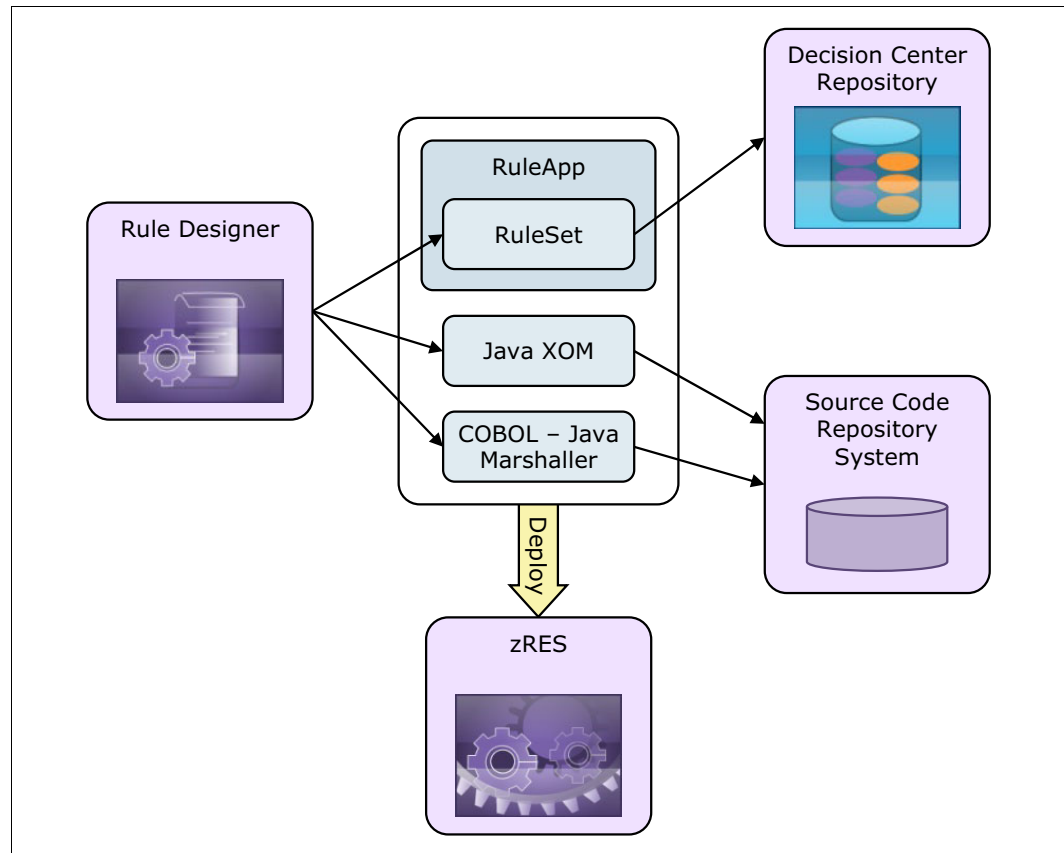 Decision Center
Repository
RuleApp
RuleSet
Rule Designer
Java XOM
COBOL – Java
Marshaller
Source Code
Repository
System
Deploy
zRES